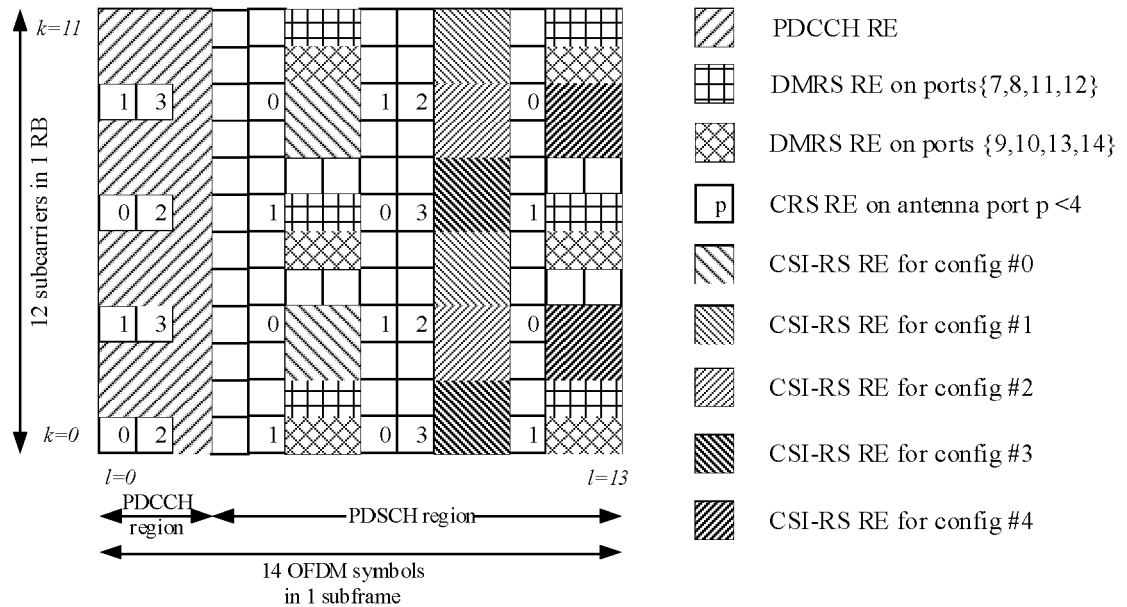 k=11
12 subcarriers in 1 RB
1 3 0 1 2 0
0 2 1 0 3 1
1 3 0 1 2 0
0 2 1 0 3 1
k=0
l=0
l=13
PDCCH
region
PDSCH region
14 OFDM symbols
in 1 subframe
PDCCH RE
DMRS RE on ports{7,8,11,12}
DMRS RE on ports {9,10,13,14}
p
CRS RE on antenna port p <4
CSI-RS RE for config #0
CSI-RS RE for config #1
CSI-RS RE for config #2
CSI-RS RE for config #3
CSI-RS RE for config #4